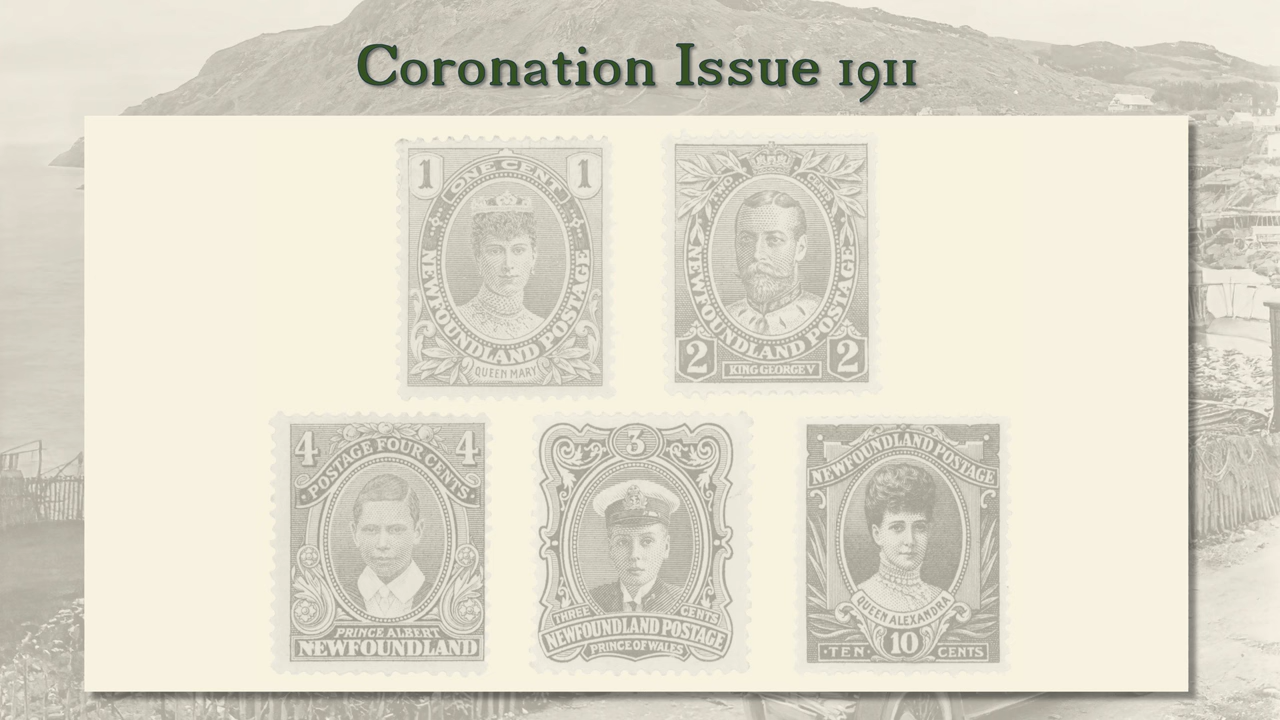 Coronation Issue 1911
1 ONE CENT 1
NEWFOUNDLAND POSTAGE
QUEEN MARY
TWO CENTS
NEWFOUNDLAND POSTAGE
2 KING GEORGE V 2
4 4
POSTAGE FOUR CENTS
PRINCE ALBERT
NEWFOUNDLAND
3
THREE CENTS
NEWFOUNDLAND POSTAGE
PRINCE OF WALES
NEWFOUNDLAND POSTAGE
QUEEN ALEXANDRA
·TEN· 10 CENTS